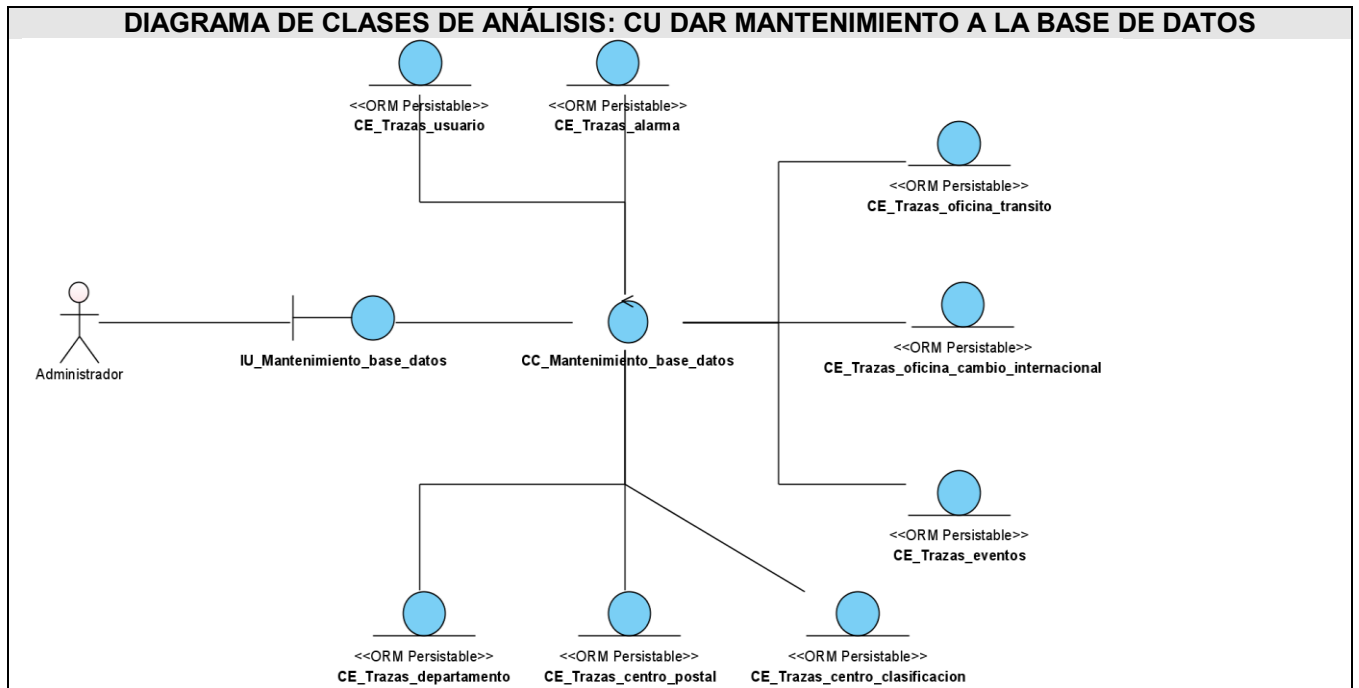 DIAGRAMA DE CLASES DE ANÁLISIS: CU DAR MANTENIMIENTO A LA BASE DE DATOS
<<ORM Persistable>>
CE_Trazas_usuario
<<ORM Persistable>>
CE_Trazas_alarma
<<ORM Persistable>>
CE_Trazas_oficina_transito
Administrador
IU_Mantenimiento_base_datos
CC_Mantenimiento_base_datos
<<ORM Persistable>>
CE_Trazas_oficina_cambio_internacional
<<ORM Persistable>>
CE_Trazas_eventos
<<ORM Persistable>>
CE_Trazas_departamento
<<ORM Persistable>>
CE_Trazas_centro_postal
<<ORM Persistable>>
CE_Trazas_centro_clasificacion